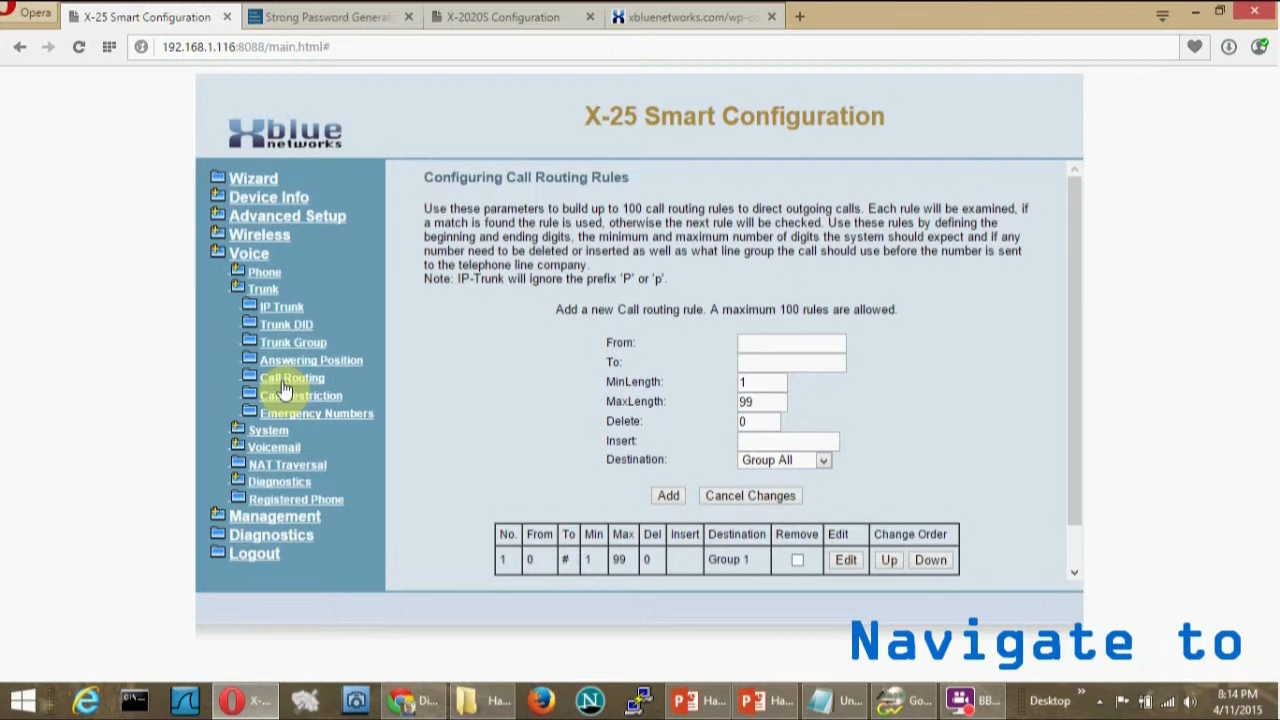 Opera
X-25 Smart Configuration
Strong Password Generat
X-2020S Configuration
xbluenetworks.com/wp-c
192.168.1.116:8088/main.html#
Xblue
networks
X-25 Smart Configuration
Wizard
Device Info
Advanced Setup
Wireless
Voice
Phone
Trunk
IP Trunk
Trunk DID
Trunk Group
Answering Position
Call Routing
Call Restriction
Emergency Numbers
System
Voicemail
NAT Traversal
Diagnostics
Registered Phone
Management
Diagnostics
Logout
Configuring Call Routing Rules
Use these parameters to build up to 100 call routing rules to direct outgoing calls. Each rule will be examined, if
a match is found the rule is used, otherwise the next rule will be checked. Use these rules by defining the
beginning and ending digits, the minimum and maximum number of digits the system should expect and if any
number need to be deleted or inserted as well as what line group the call should use before the number is sent
to the telephone line company.
Note: IP-Trunk will ignore the prefix 'P' or 'p'.
Add a new Call routing rule. A maximum 100 rules are allowed.
From:
To:
MinLength: 1
MaxLength: 99
Delete: 0
Insert:
Destination: Group All
Add Cancel Changes
No. From To Min Max Del Insert Destination Remove Edit Change Order
1 0 # 1 99 0 Group 1 Edit Up Down
Navigate to
X-...
Di...
Ha...
Ha...
Ha...
Un...
Go...
BB...
Desktop
8:14 PM
4/11/2015